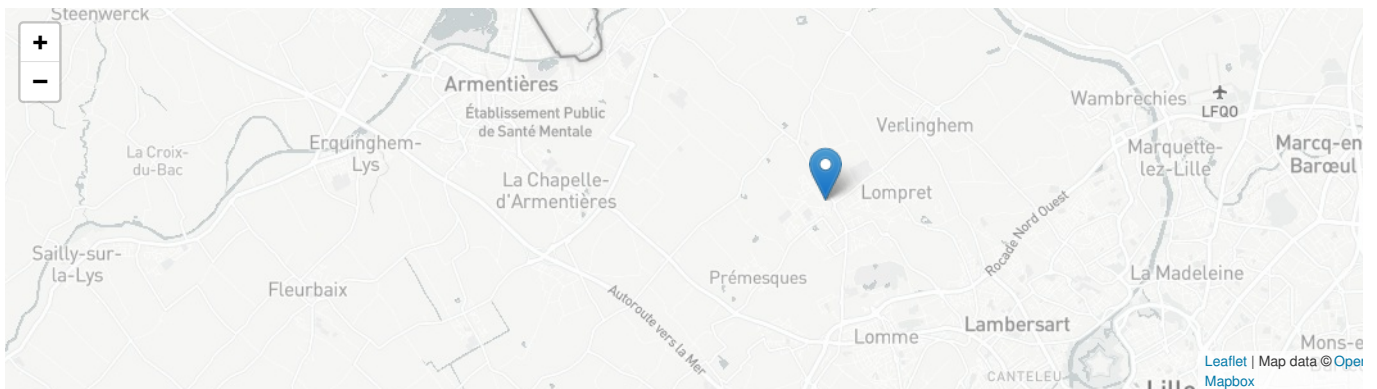 Steenwerck
+
−
Armentières
Établissement Public
de Santé Mentale
Wambrechies
LFQO
Verlinghem
Erquinghem-
Lys
La Croix-
du-Bac
Marquette-
lez-Lille
Marcq-en
Barœul
La Chapelle-
d'Armentières
Lompret
Rocade Nord Ouest
Sailly-sur-
la-Lys
Fleurbaix
Prémesques
La Madeleine
Autoroute vers la Mer
Lomme
Lambersart
Mons-e
CANTELEU
Lille
Leaflet | Map data © Open
Mapbox